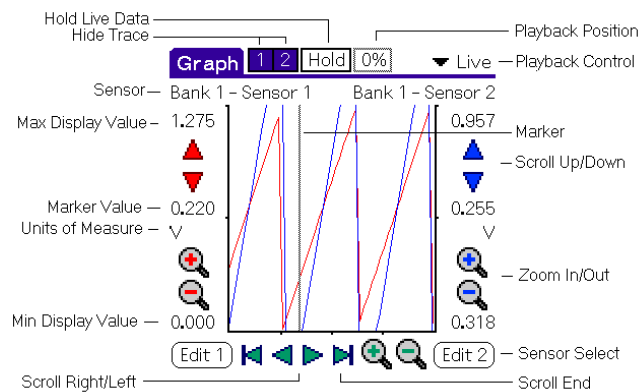 Hold Live Data
Hide Trace
Playback Position
Graph 1 2 Hold 0% Live
Playback Control
Sensor
Bank 1 - Sensor 1 Bank 1 - Sensor 2
Max Display Value 1.275 0.957
Marker
Scroll Up/Down
Marker Value 0.220 0.255
Units of Measure V V
Zoom In/Out
Min Display Value 0.000 0.318
Edit 1 Edit 2
Sensor Select
Scroll Right/Left
Scroll End